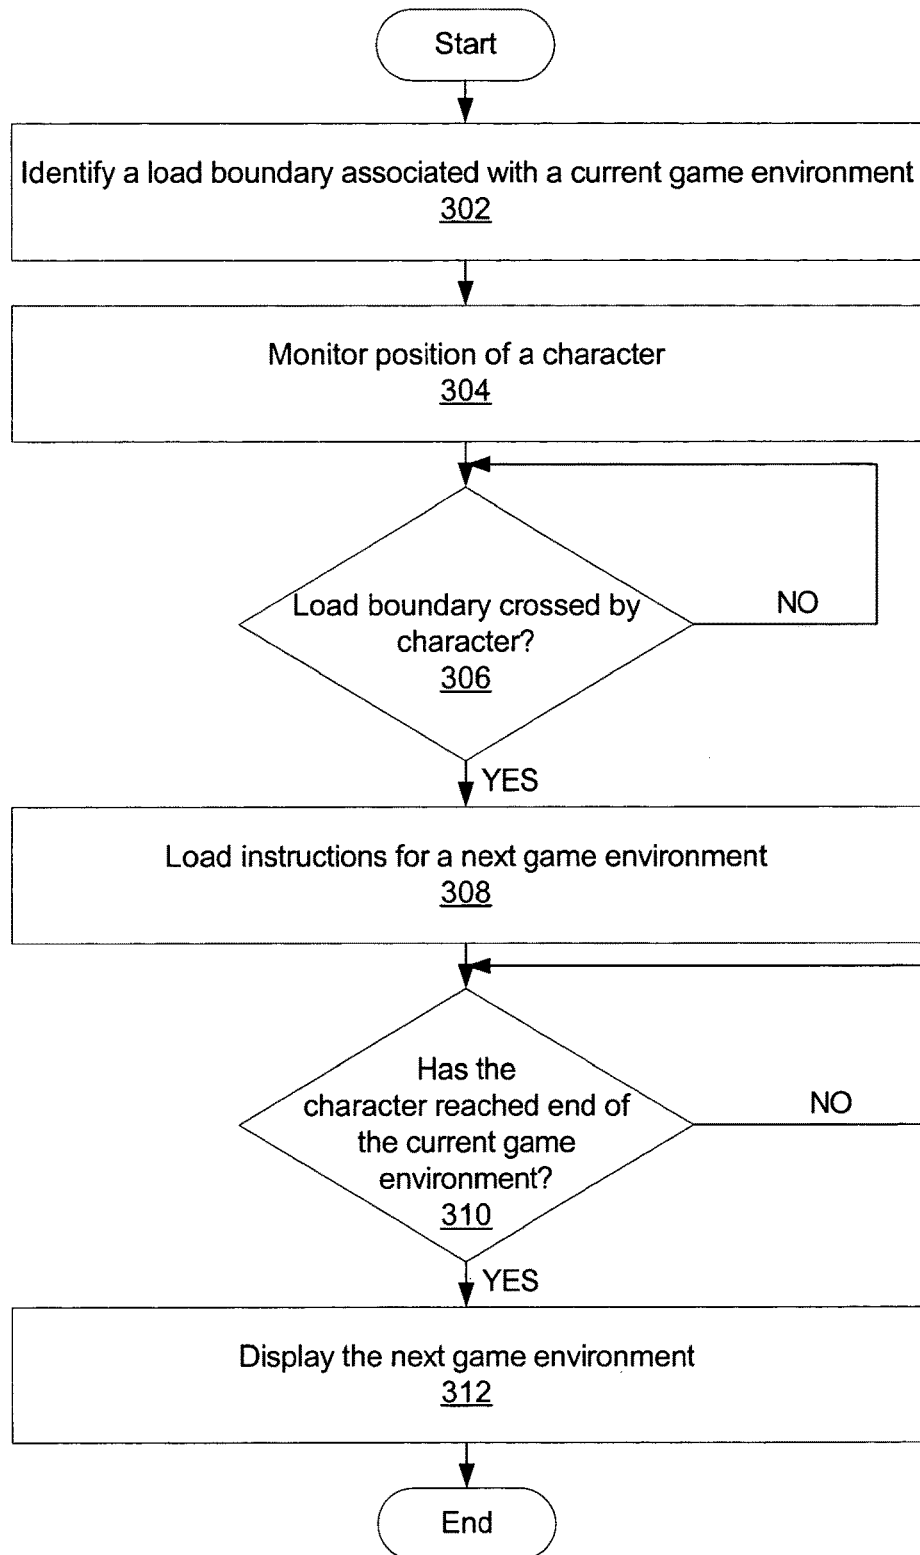 Start
Identify a load boundary associated with a current game environment
302
Monitor position of a character
304
Load boundary crossed by
character?
306
NO
YES
Load instructions for a next game environment
308
Has the
character reached end of
the current game
environment?
310
NO
YES
Display the next game environment
312
End